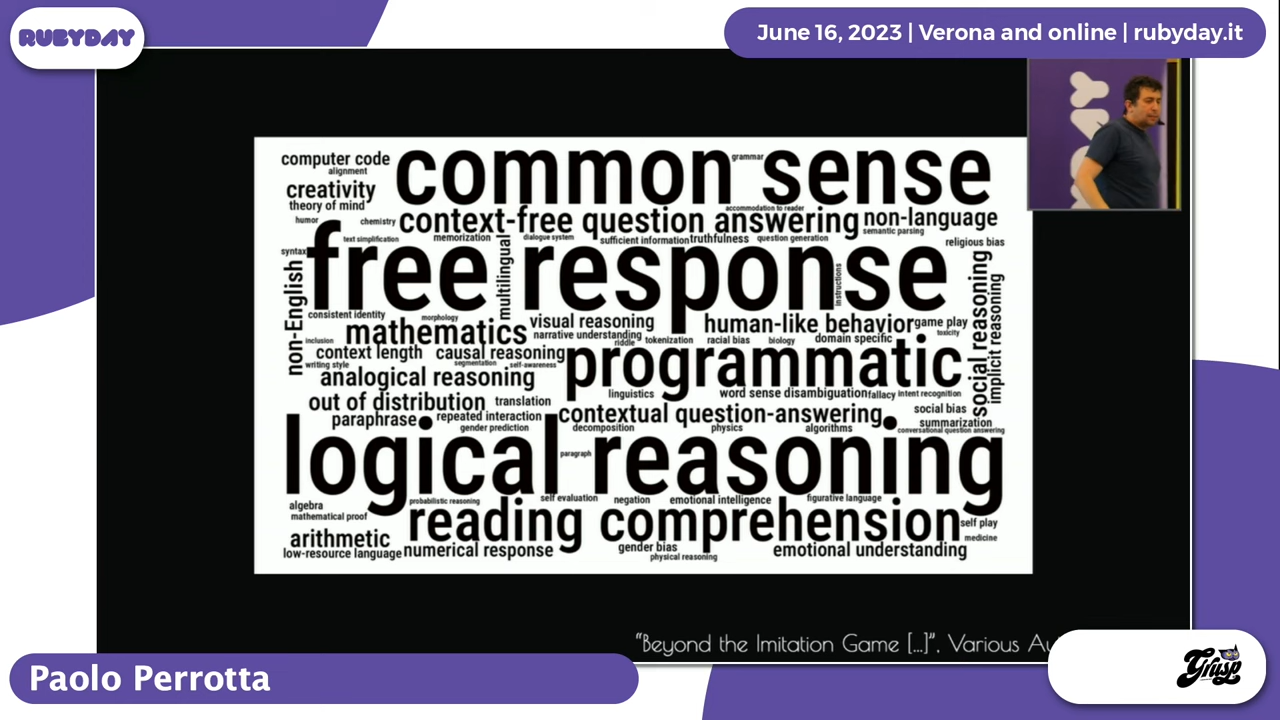 RUBYDAY
June 16, 2023 | Verona and online | rubyday.it
computer code
alignment
creativity
theory of mind
common sense
grammar
humor
chemistry
accommodation to reader
context-free question answering
non-language
semantic parsing
text simplification
memorization
dialogue system
sufficient information
truthfulness
question generation
religious bias
syntax
free response
multilingual
instructions
non-English
social reasoning
implicit reasoning
consistent identity
morphology
mathematics
visual reasoning
human-like behavior
game play
toxicity
inclusion
narrative understanding
riddle
tokenization
racial bias
biology
domain specific
context length
causal reasoning
writing style
segmentation
self-awareness
programmatic
analogical reasoning
linguistics
word sense disambiguation
fallacy
intent recognition
out of distribution
translation
contextual question-answering
social bias
paraphrase
repeated interaction
summarization
gender prediction
decomposition
physics
algorithms
conversational question answering
logical reasoning
paragraph
algebra
probabilistic reasoning
self evaluation
negation
emotional intelligence
figurative language
mathematical proof
reading comprehension
self play
arithmetic
medicine
low-resource language
numerical response
gender bias
physical reasoning
emotional understanding
"Beyond the Imitation Game [...]", Various
Paolo Perrotta
Grusp